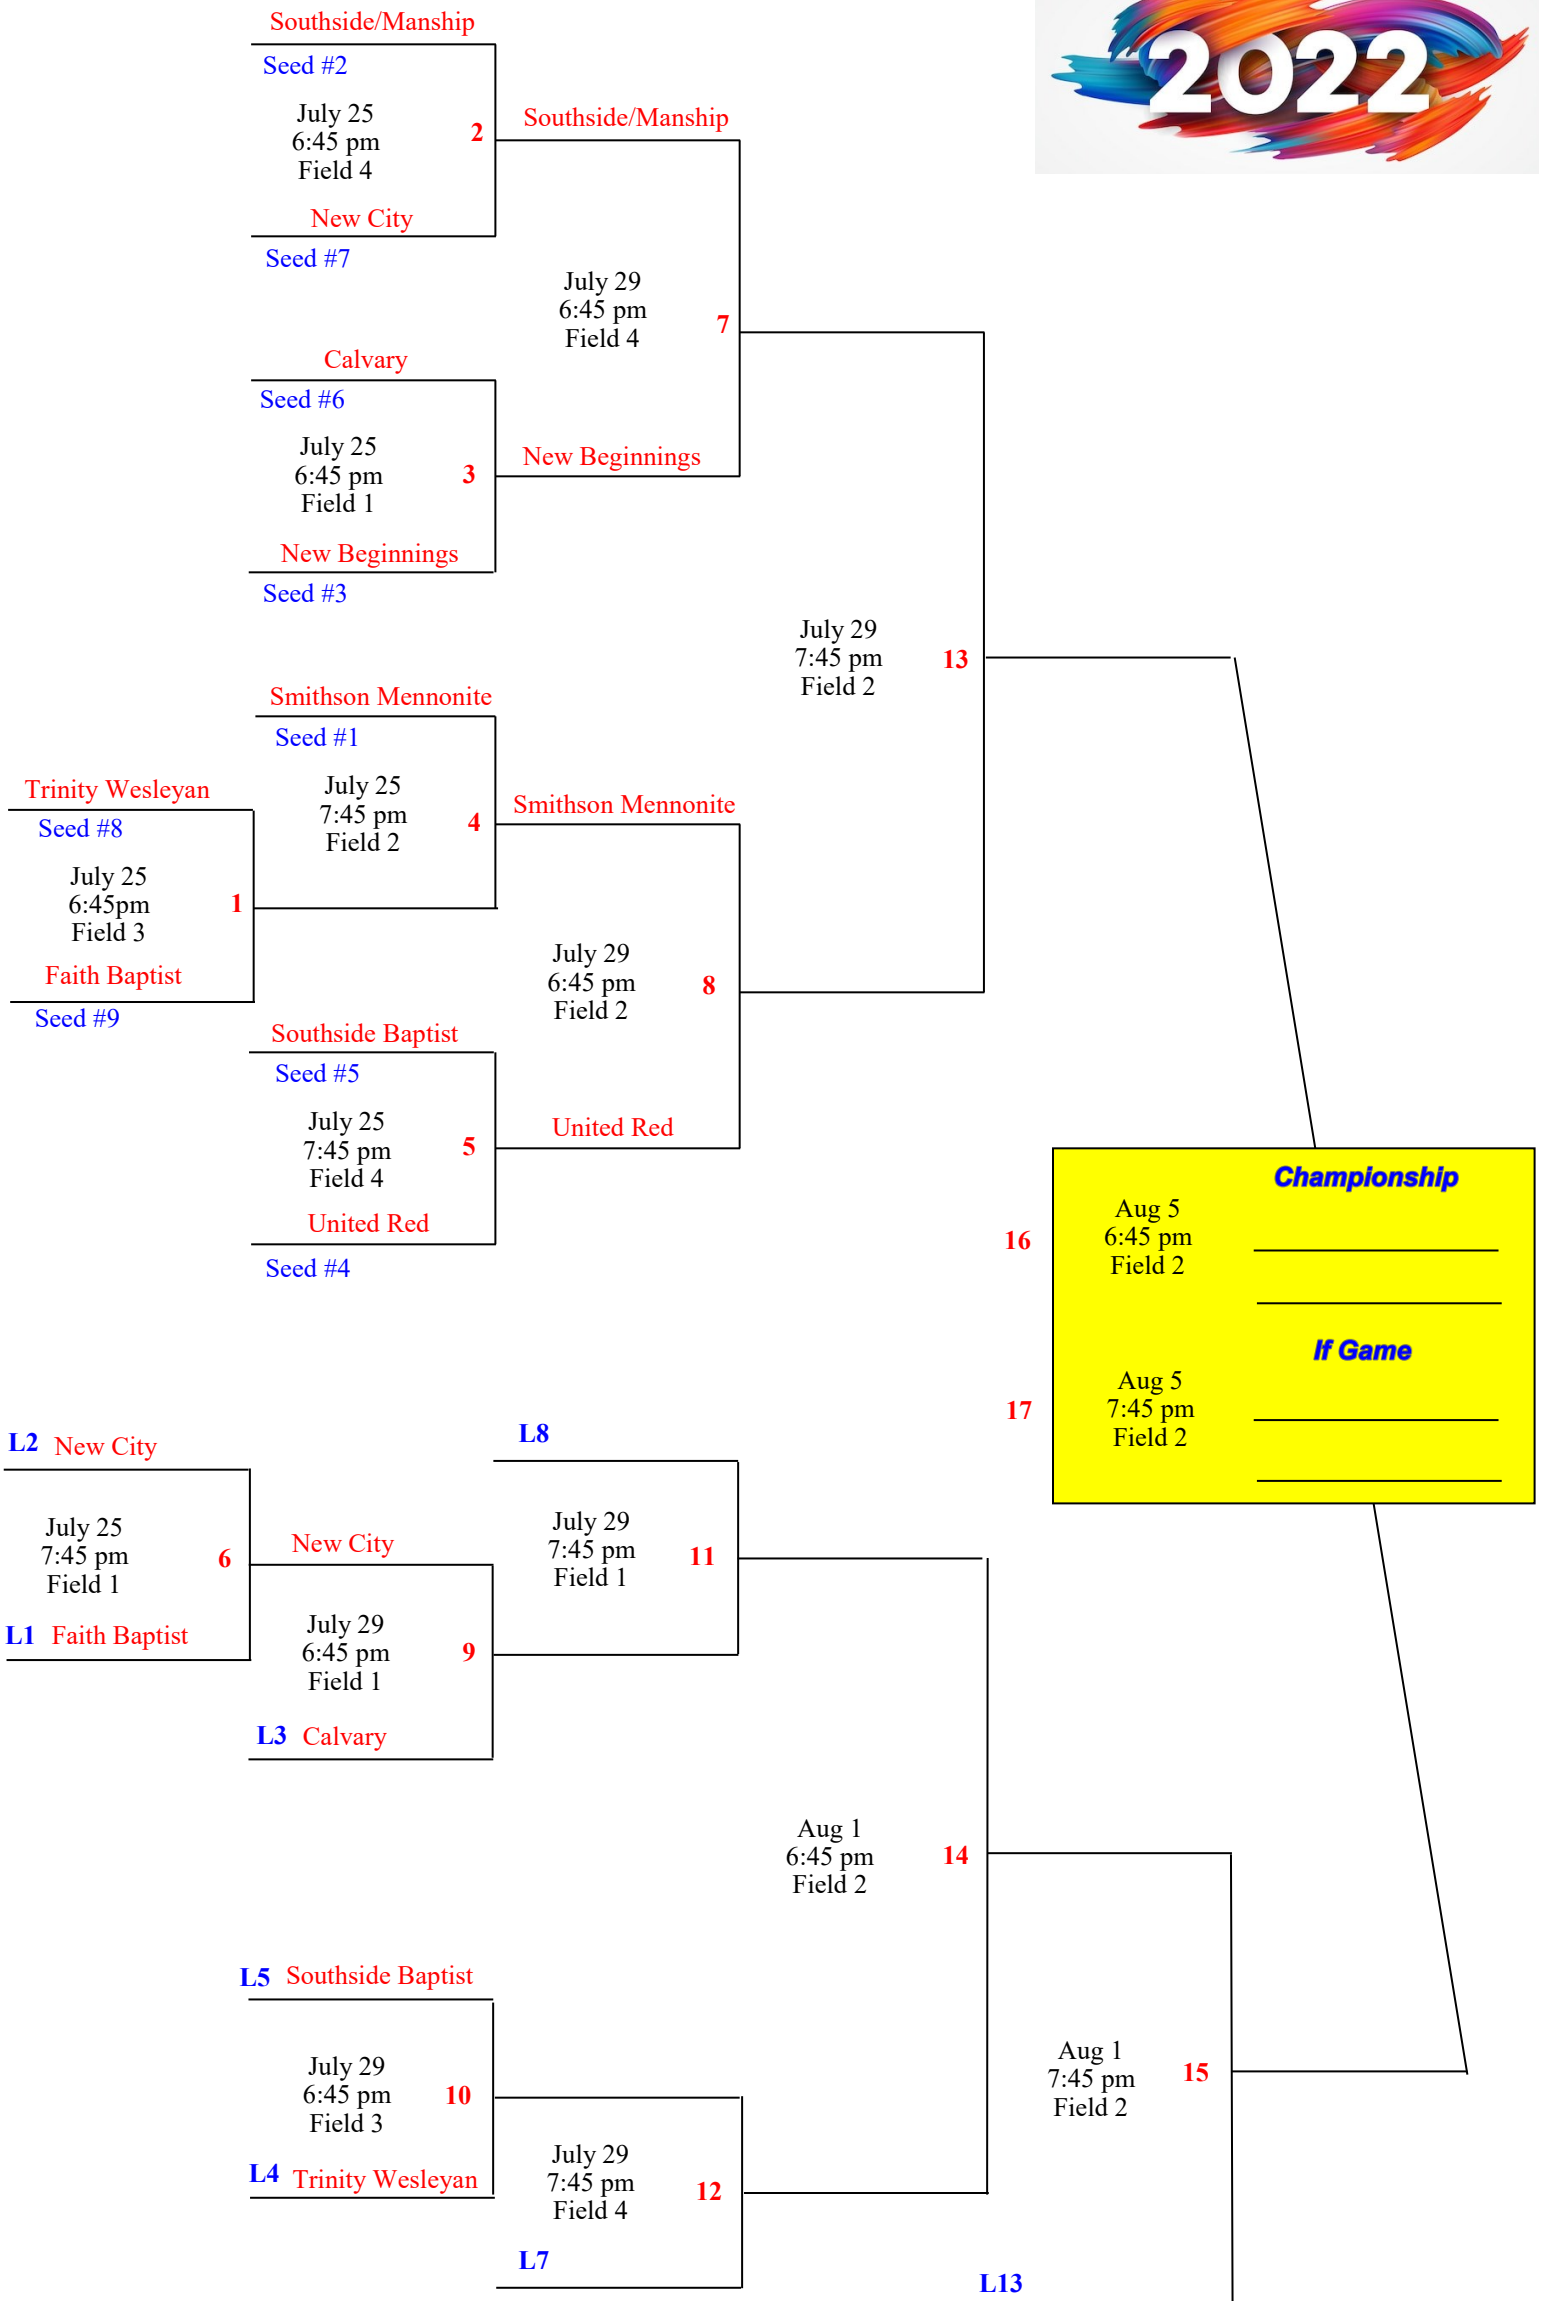 2022
Southside/Manship
Seed #2
July 25
6:45 pm
Field 4
2
New City
Seed #7
Southside/Manship
July 29
6:45 pm
Field 4
7
Calvary
Seed #6
July 25
6:45 pm
Field 1
3
New Beginnings
Seed #3
New Beginnings
July 29
7:45 pm
Field 2
13
Smithson Mennonite
Seed #1
July 25
7:45 pm
Field 2
4
Smithson Mennonite
Trinity Wesleyan
Seed #8
July 25
6:45pm
Field 3
1
Faith Baptist
Seed #9
July 29
6:45 pm
Field 2
8
Southside Baptist
Seed #5
July 25
7:45 pm
Field 4
5
United Red
Seed #4
United Red
Championship
16
Aug 5
6:45 pm
Field 2
If Game
17
Aug 5
7:45 pm
Field 2
L2 New City
July 25
7:45 pm
Field 1
6
L1 Faith Baptist
New City
July 29
6:45 pm
Field 1
9
L3 Calvary
L8
July 29
7:45 pm
Field 1
11
Aug 1
6:45 pm
Field 2
14
L5 Southside Baptist
July 29
6:45 pm
Field 3
10
L4 Trinity Wesleyan
July 29
7:45 pm
Field 4
12
L7
Aug 1
7:45 pm
Field 2
15
L13